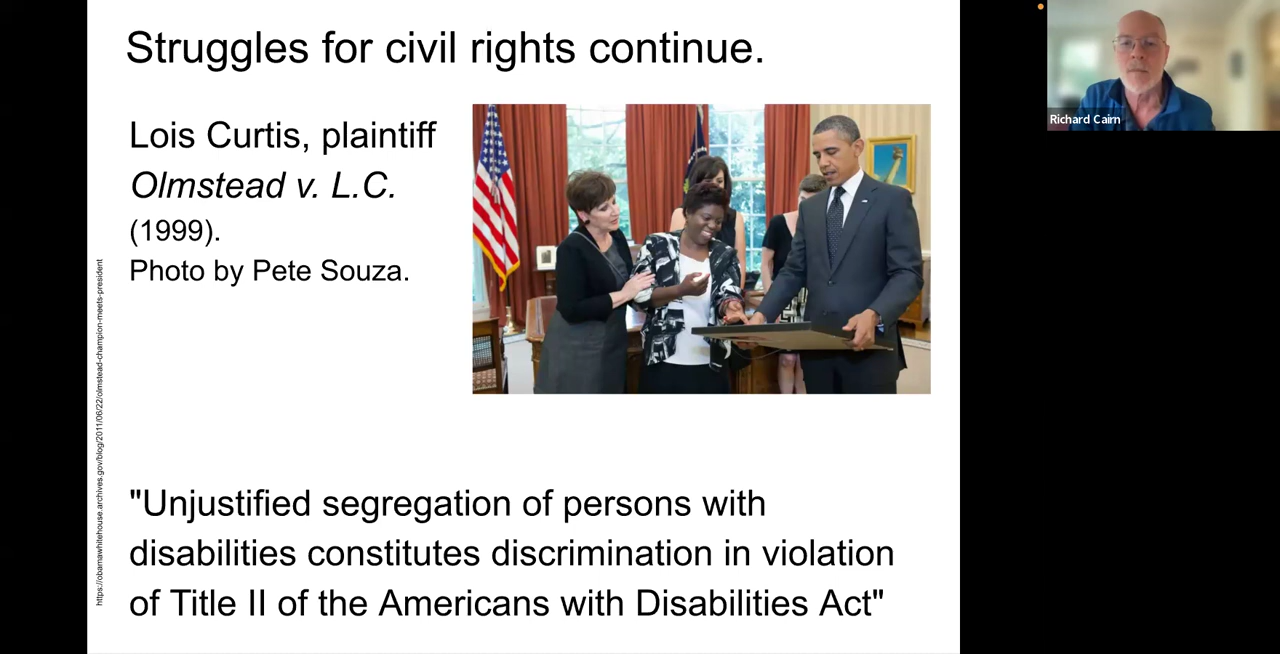 Struggles for civil rights continue.
Lois Curtis, plaintiff
Olmstead v. L.C.
(1999).
Photo by Pete Souza.
https://obamawhitehouse.archives.gov/blog/2011/06/22/olmstead-champion-meets-president
"Unjustified segregation of persons with
disabilities constitutes discrimination in violation
of Title II of the Americans with Disabilities Act"
Richard Cairn